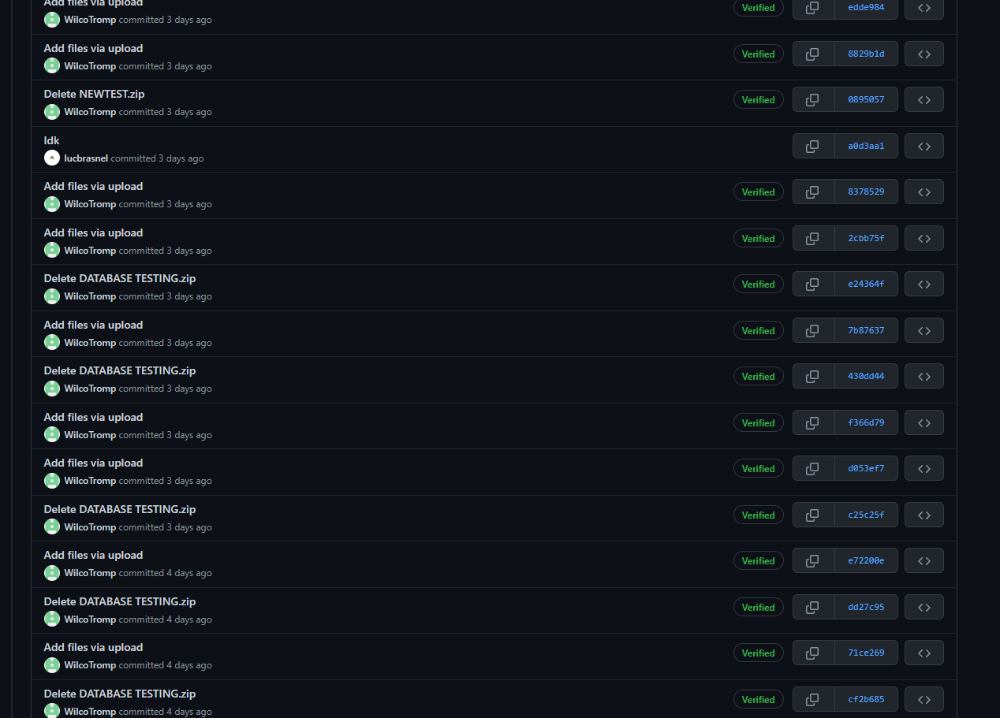 Add files via upload
WilcoTromp committed 3 days ago
Verified
edde984
Add files via upload
WilcoTromp committed 3 days ago
Verified
8829b1d
Delete NEWTEST.zip
WilcoTromp committed 3 days ago
Verified
0895057
Idk
lucbrasnel committed 3 days ago
a0d3aa1
Add files via upload
WilcoTromp committed 3 days ago
Verified
8378529
Add files via upload
WilcoTromp committed 3 days ago
Verified
2cbb75f
Delete DATABASE TESTING.zip
WilcoTromp committed 3 days ago
Verified
e24364f
Add files via upload
WilcoTromp committed 3 days ago
Verified
7b87637
Delete DATABASE TESTING.zip
WilcoTromp committed 3 days ago
Verified
430dd44
Add files via upload
WilcoTromp committed 3 days ago
Verified
f366d79
Add files via upload
WilcoTromp committed 3 days ago
Verified
d053ef7
Delete DATABASE TESTING.zip
WilcoTromp committed 3 days ago
Verified
c25c25f
Add files via upload
WilcoTromp committed 4 days ago
Verified
e72200e
Delete DATABASE TESTING.zip
WilcoTromp committed 4 days ago
Verified
dd27c95
Add files via upload
WilcoTromp committed 4 days ago
Verified
71ce269
Delete DATABASE TESTING.zip
WilcoTromp committed 4 days ago
Verified
cf2b685